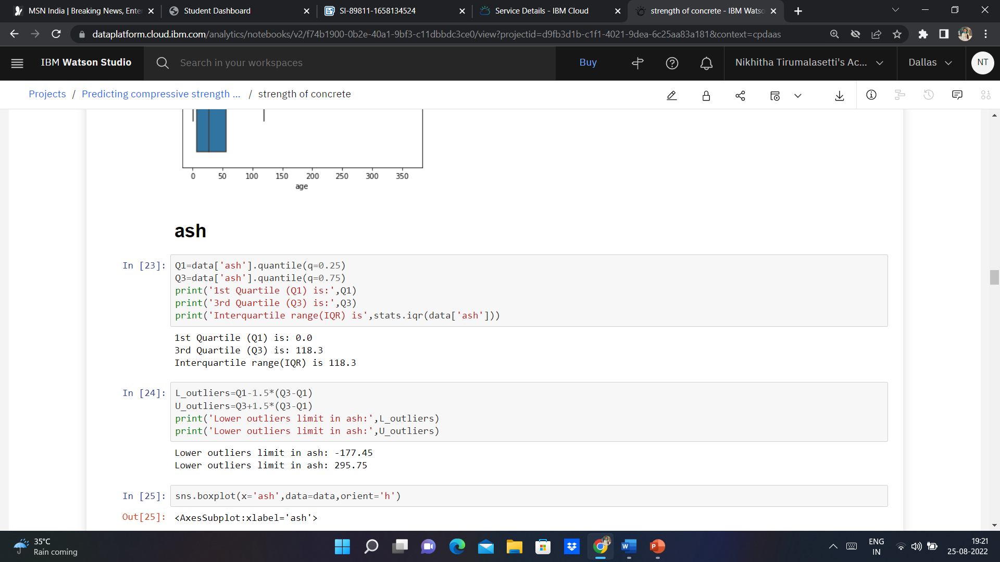 MSN India | Breaking News, Enter
Student Dashboard
SI-89811-1658134524
Service Details - IBM Cloud
strength of concrete - IBM Watso
dataplatform.cloud.ibm.com/analytics/notebooks/v2/f74b1900-0b2e-40a1-9bf3-c11dbbdc3ce0/view?projectid=d9fb3d1b-c1f1-4021-9dea-6c25aa83a181&context=cpdaas
IBM Watson Studio
Search in your workspaces
Buy
Nikhitha Tirumalasetti's Ac...
Dallas
NT
Projects / Predicting compressive strength ... / strength of concrete
0 50 100 150 200 250 300 350
age
ash
In [23]:
Q1=data['ash'].quantile(q=0.25)
Q3=data['ash'].quantile(q=0.75)
print('1st Quartile (Q1) is:',Q1)
print('3rd Quartile (Q3) is:',Q3)
print('Interquartile range(IQR) is',stats.iqr(data['ash']))
1st Quartile (Q1) is: 0.0
3rd Quartile (Q3) is: 118.3
Interquartile range(IQR) is 118.3
In [24]:
L_outliers=Q1-1.5*(Q3-Q1)
U_outliers=Q3+1.5*(Q3-Q1)
print('Lower outliers limit in ash:',L_outliers)
print('Lower outliers limit in ash:',U_outliers)
Lower outliers limit in ash: -177.45
Lower outliers limit in ash: 295.75
In [25]:
sns.boxplot(x='ash',data=data,orient='h')
Out[25]:
<AxesSubplot:xlabel='ash'>
35°C
Rain coming
ENG
IN
19:21
25-08-2022